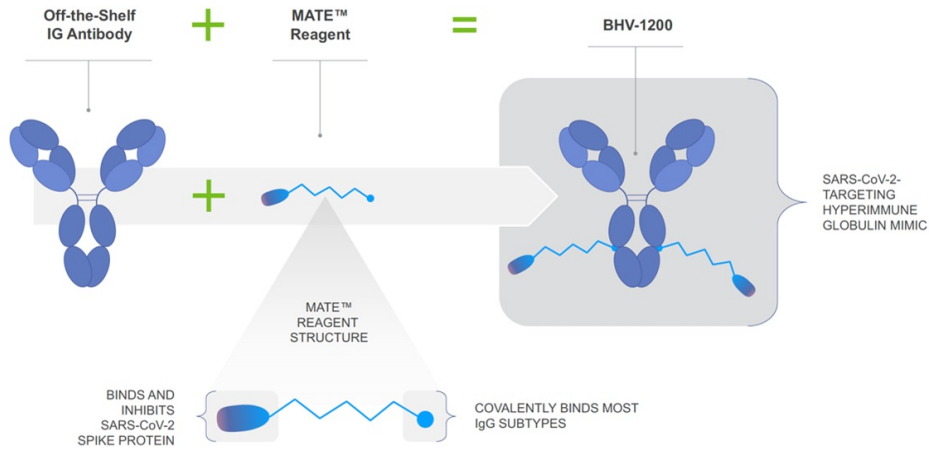 Off-the-Shelf
IG Antibody
+
MATE™
Reagent
=
BHV-1200
+
SARS-CoV-2-
TARGETING
HYPERIMMUNE
GLOBULIN MIMIC
MATE™
REAGENT
STRUCTURE
BINDS AND
INHIBITS
SARS-CoV-2
SPIKE PROTEIN
COVALENTLY BINDS MOST
IgG SUBTYPES